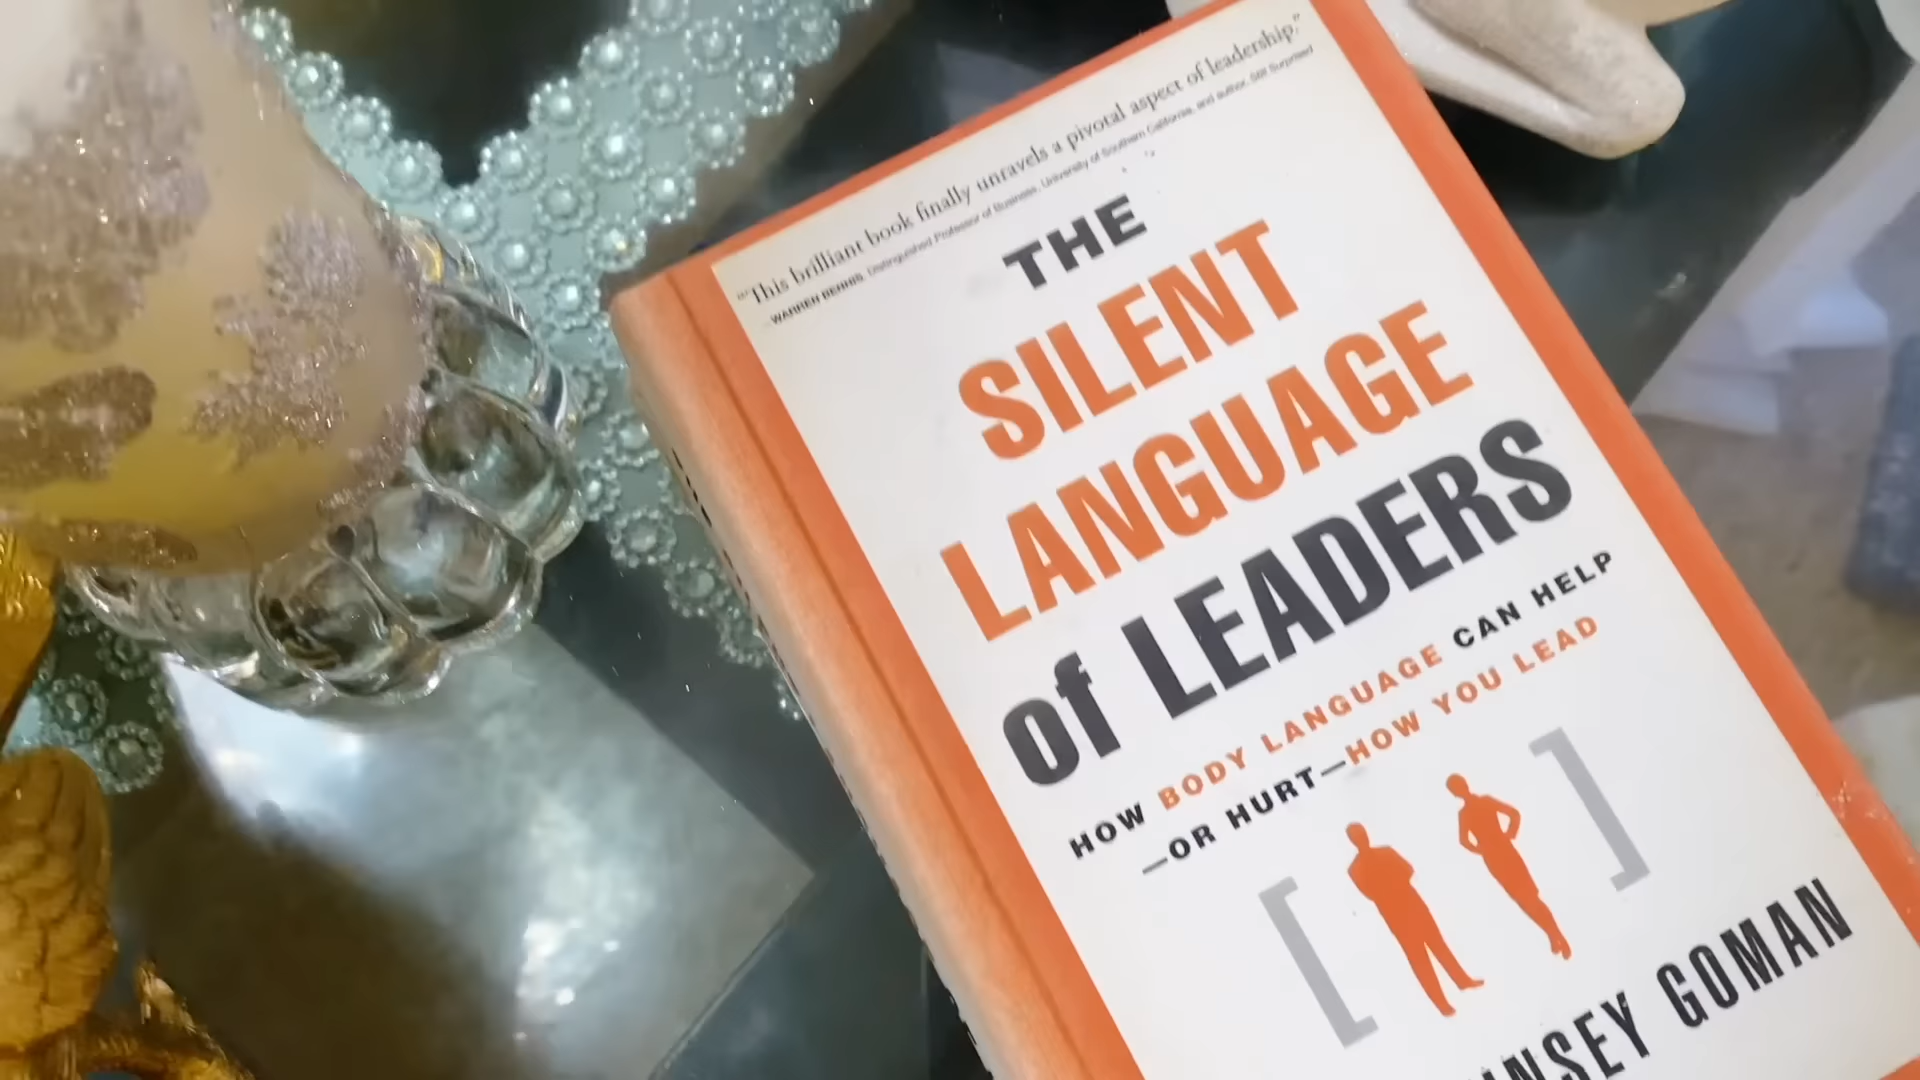 "This brilliant book finally unravels a pivotal aspect of leadership."
—WARREN BENNIS, Distinguished Professor of Business, University of Southern California, and author, Still Surprised
THE
SILENT
LANGUAGE
of LEADERS
HOW BODY LANGUAGE CAN HELP
—OR HURT—HOW YOU LEAD
GOMAN